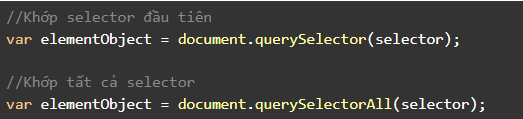 //Khớp selector đầu tiên
var elementObject = document.querySelector(selector);
//Khớp tất cả selector
var elementObject = document.querySelectorAll(selector);